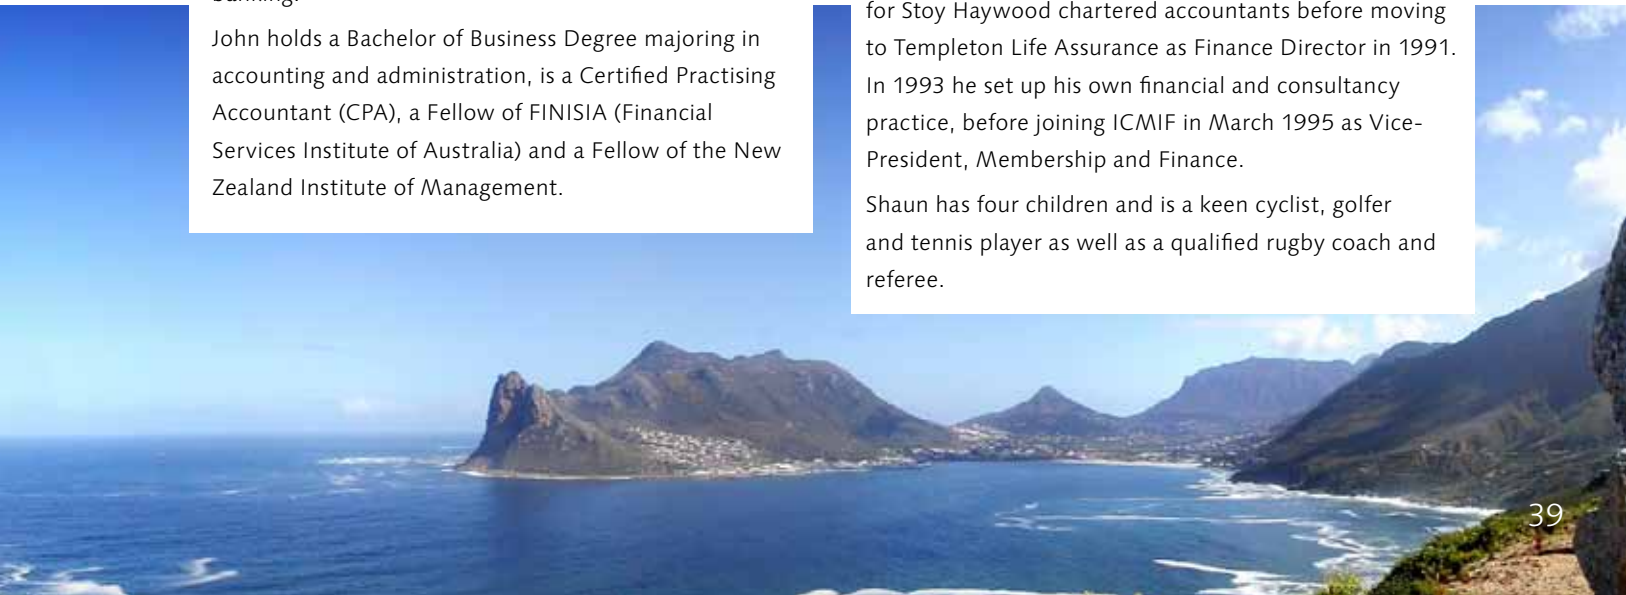 John holds a Bachelor of Business Degree majoring in
accounting and administration, is a Certified Practising
Accountant (CPA), a Fellow of FINISIA (Financial
Services Institute of Australia) and a Fellow of the New
Zealand Institute of Management.
for Stoy Haywood chartered accountants before moving
to Templeton Life Assurance as Finance Director in 1991.
In 1993 he set up his own financial and consultancy
practice, before joining ICMIF in March 1995 as Vice-
President, Membership and Finance.
Shaun has four children and is a keen cyclist, golfer
and tennis player as well as a qualified rugby coach and
referee.
39